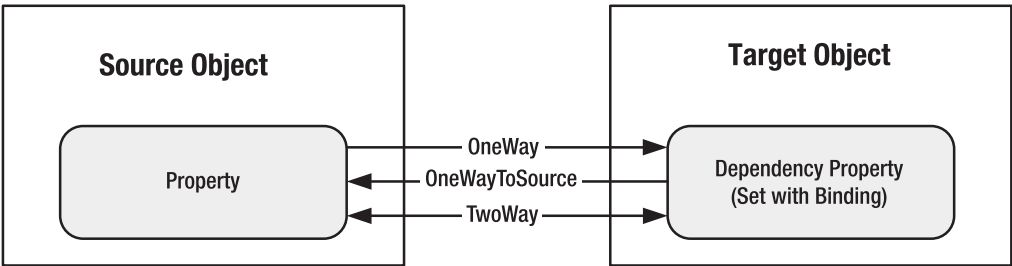 Source Object
Target Object
Property
OneWay
OneWayToSource
TwoWay
Dependency Property
(Set with Binding)